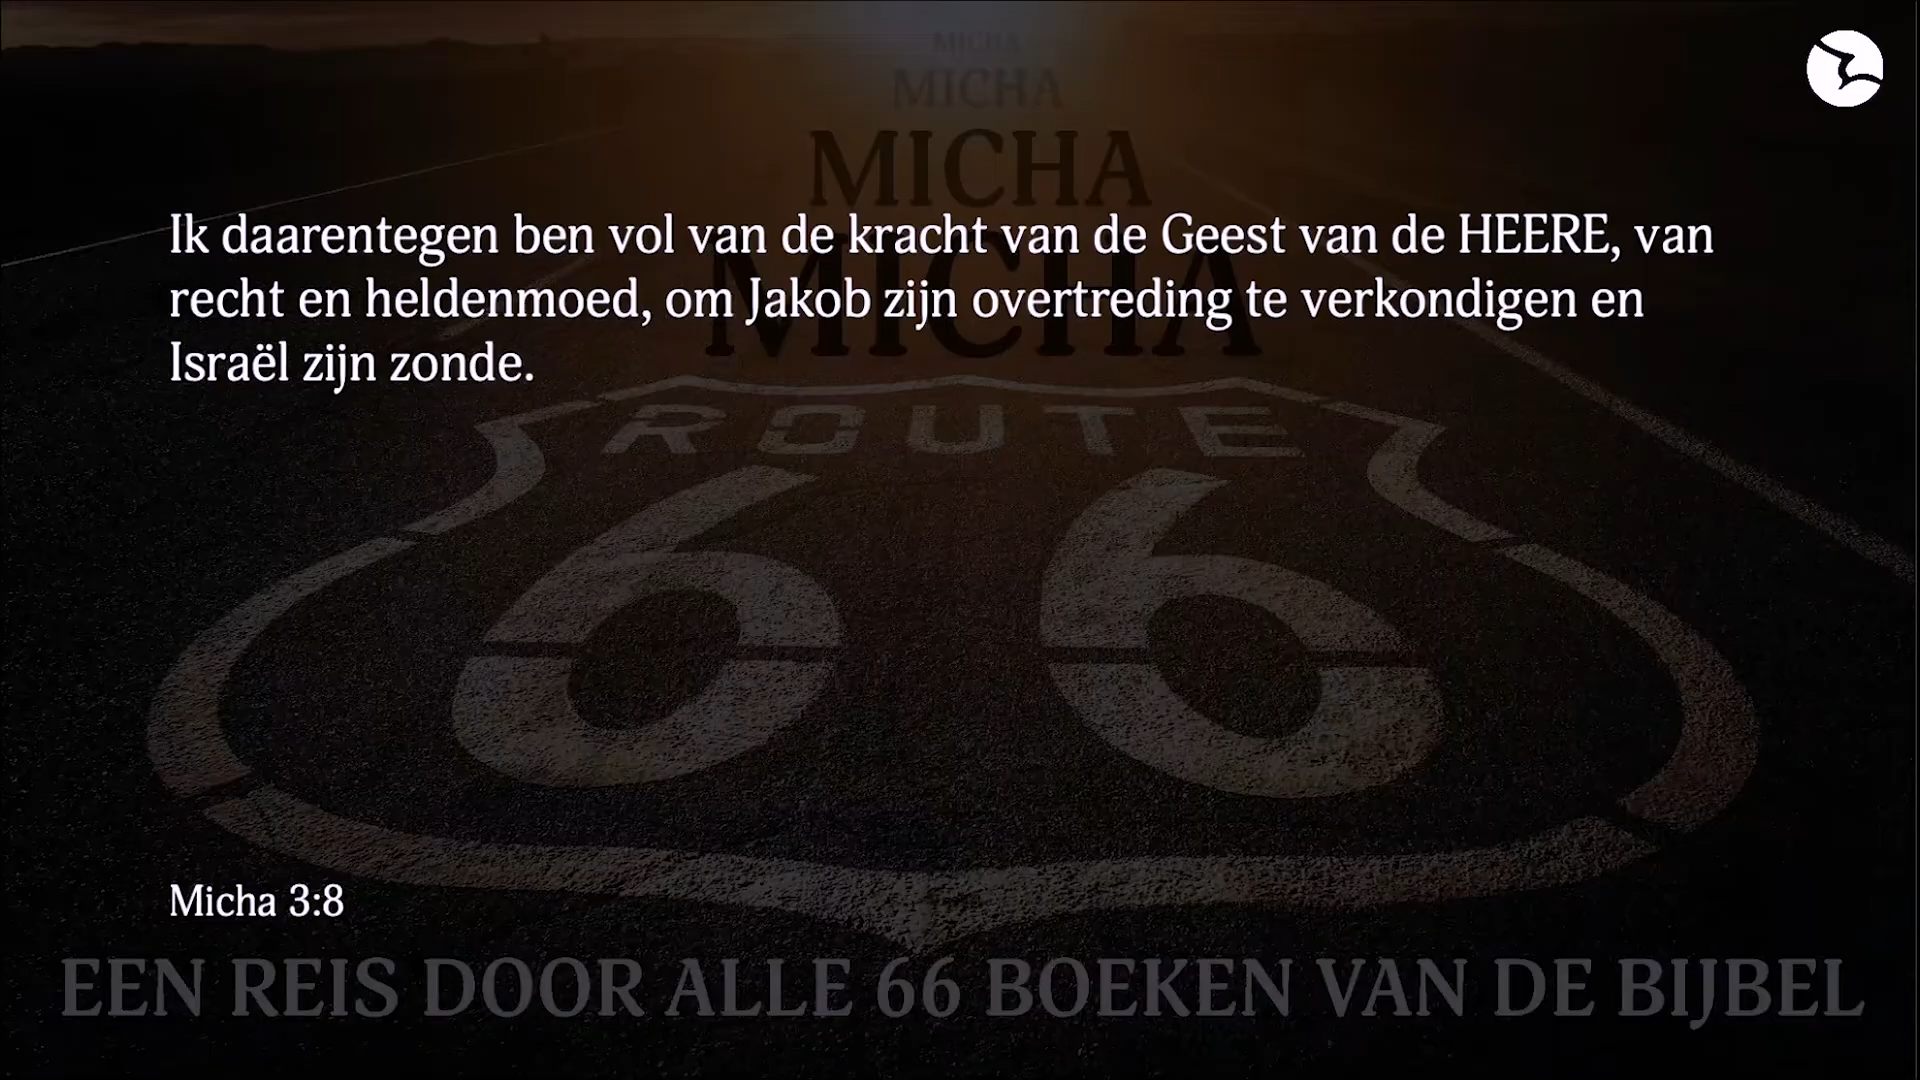 MICHA
MICHA
MICHA
MICHA
Ik daarentegen ben vol van de kracht van de Geest van de HEERE, van
recht en heldenmoed, om Jakob zijn overtreding te verkondigen en
Israël zijn zonde.
ROUTE
66
Micha 3:8
EEN REIS DOOR ALLE 66 BOEKEN VAN DE BIJBEL